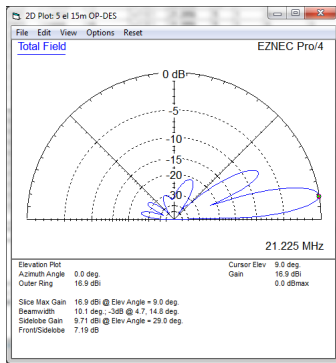 2D Plot: 5 el 15m OP-DES
File Edit View Options Reset
Total Field EZNEC Pro/4
0 dB
-5
-10
-15
-20
-30
21.225 MHz
Elevation Plot Cursor Elev 9.0 deg.
Azimuth Angle 0.0 deg. Gain 16.9 dBi
Outer Ring 16.9 dBi 0.0 dBmax
Slice Max Gain 16.9 dBi @ Elev Angle = 9.0 deg.
Beamwidth 10.1 deg.; -3dB @ 4.7, 14.8 deg.
Sidelobe Gain 9.71 dBi @ Elev Angle = 29.0 deg.
Front/Sidelobe 7.19 dB